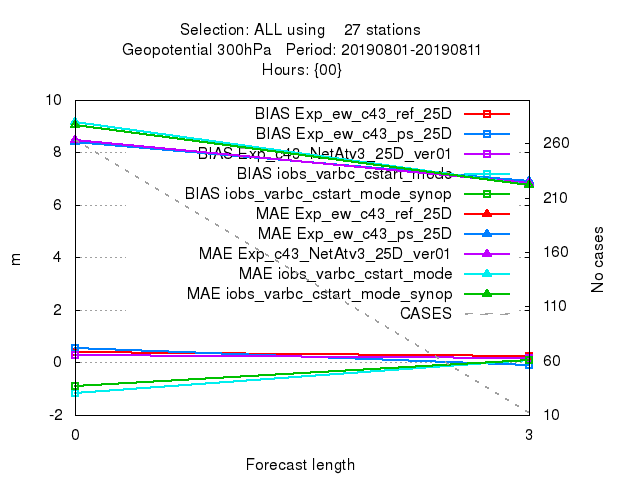 Selection: ALL using    27 stations
Geopotential 300hPa   Period: 20190801-20190811
Hours: {00}
BIAS Exp_ew_c43_ref_25D
BIAS Exp_ew_c43_ps_25D
BIAS Exp_c43_NetAtv3_25D_ver01
BIAS iobs_varbc_cstart_mode
BIAS iobs_varbc_cstart_mode_synop
MAE Exp_ew_c43_ref_25D
MAE Exp_ew_c43_ps_25D
MAE Exp_c43_NetAtv3_25D_ver01
MAE iobs_varbc_cstart_mode
MAE iobs_varbc_cstart_mode_synop
CASES
10
8
6
4
2
0
-2
m
260
210
160
110
60
10
No cases
0
3
Forecast length